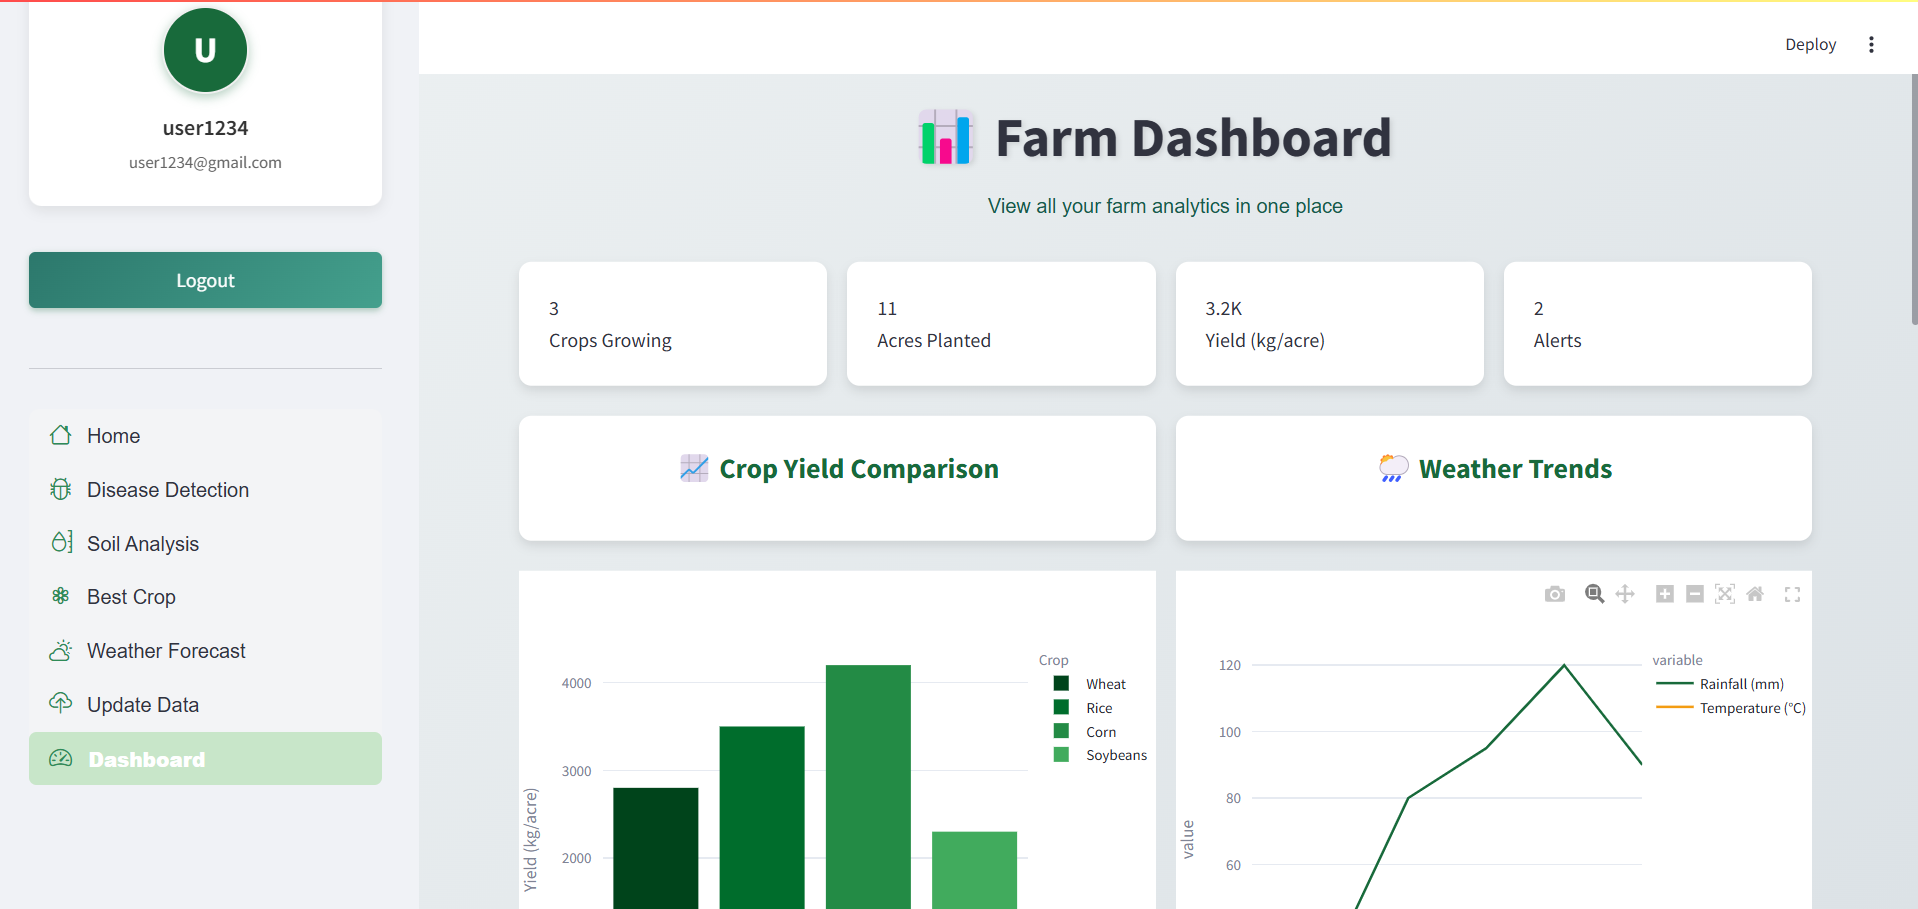 U
user1234
user1234@gmail.com
Logout
Home
Disease Detection
Soil Analysis
Best Crop
Weather Forecast
Update Data
Dashboard
Deploy
Farm Dashboard
View all your farm analytics in one place
3
Crops Growing
11
Acres Planted
3.2K
Yield (kg/acre)
2
Alerts
Crop Yield Comparison
Weather Trends
Yield (kg/acre)
4000
3000
2000
Crop
Wheat
Rice
Corn
Soybeans
value
120
100
80
60
variable
Rainfall (mm)
Temperature (°C)